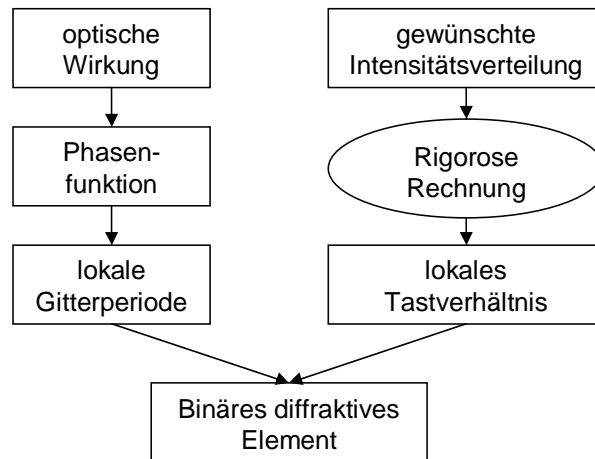 optische
Wirkung
gewünschte
Intensitätsverteilung
Phasen-
funktion
Rigorose
Rechnung
lokale
Gitterperiode
lokales
Tastverhältnis
Binäres diffraktives
Element